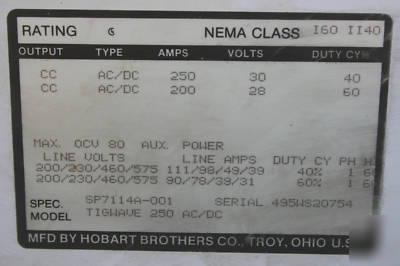 RATING G NEMA CLASS I60 II40
OUTPUT TYPE AMPS VOLTS DUTY CY%
CC AC/DC 250 30 40
CC AC/DC 200 28 60
MAX. OCV 80 AUX. POWER
LINE VOLTS LINE AMPS DUTY CY PH H
200/230/460/575 111/98/49/39 40% 1 6
200/230/460/575 90/78/39/31 60% 1 60
SPEC. SP7114A-001 SERIAL 495WS20754
MODEL TIGWAVE 250 AC/DC
MFD BY HOBART BROTHERS CO., TROY, OHIO U.S.